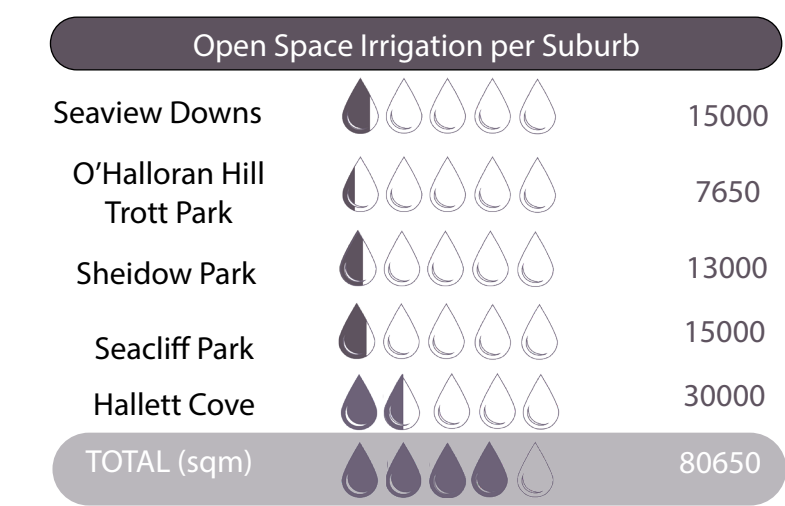 Open Space Irrigation per Suburb
Seaview Downs 15000
O'Halloran Hill
Trott Park 7650
Sheidow Park 13000
Seacliff Park 15000
Hallett Cove 30000
TOTAL (sqm) 80650